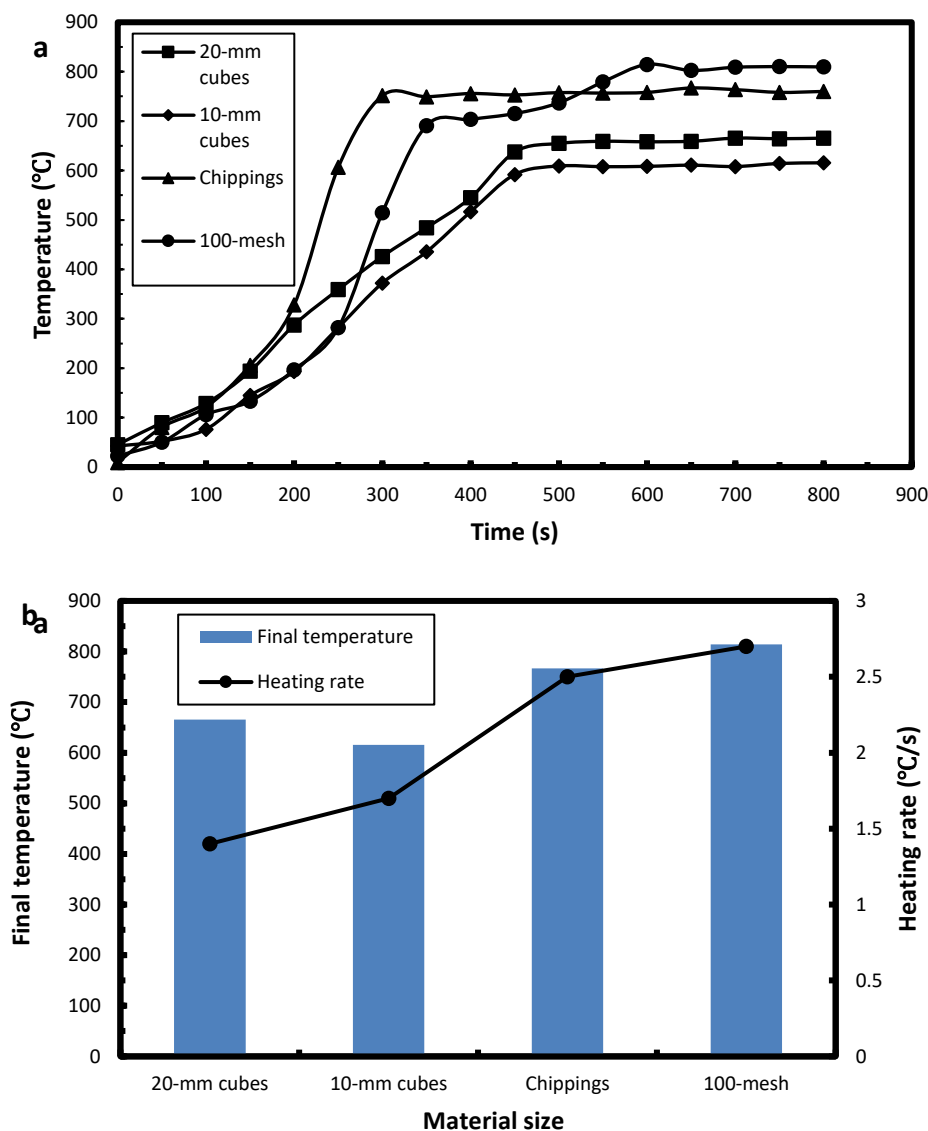 a
20-mm
cubes
10-mm
cubes
Chippings
100-mesh
900
800
700
600
500
400
300
200
100
0
Temperature (℃)
0 100 200 300 400 500 600 700 800 900
Time (s)
b
a
Final temperature
Heating rate
900
800
700
600
500
400
300
200
100
0
Final temperature (℃)
3
2.5
2
1.5
1
0.5
0
Heating rate (℃/s)
20-mm cubes 10-mm cubes Chippings 100-mesh
Material size